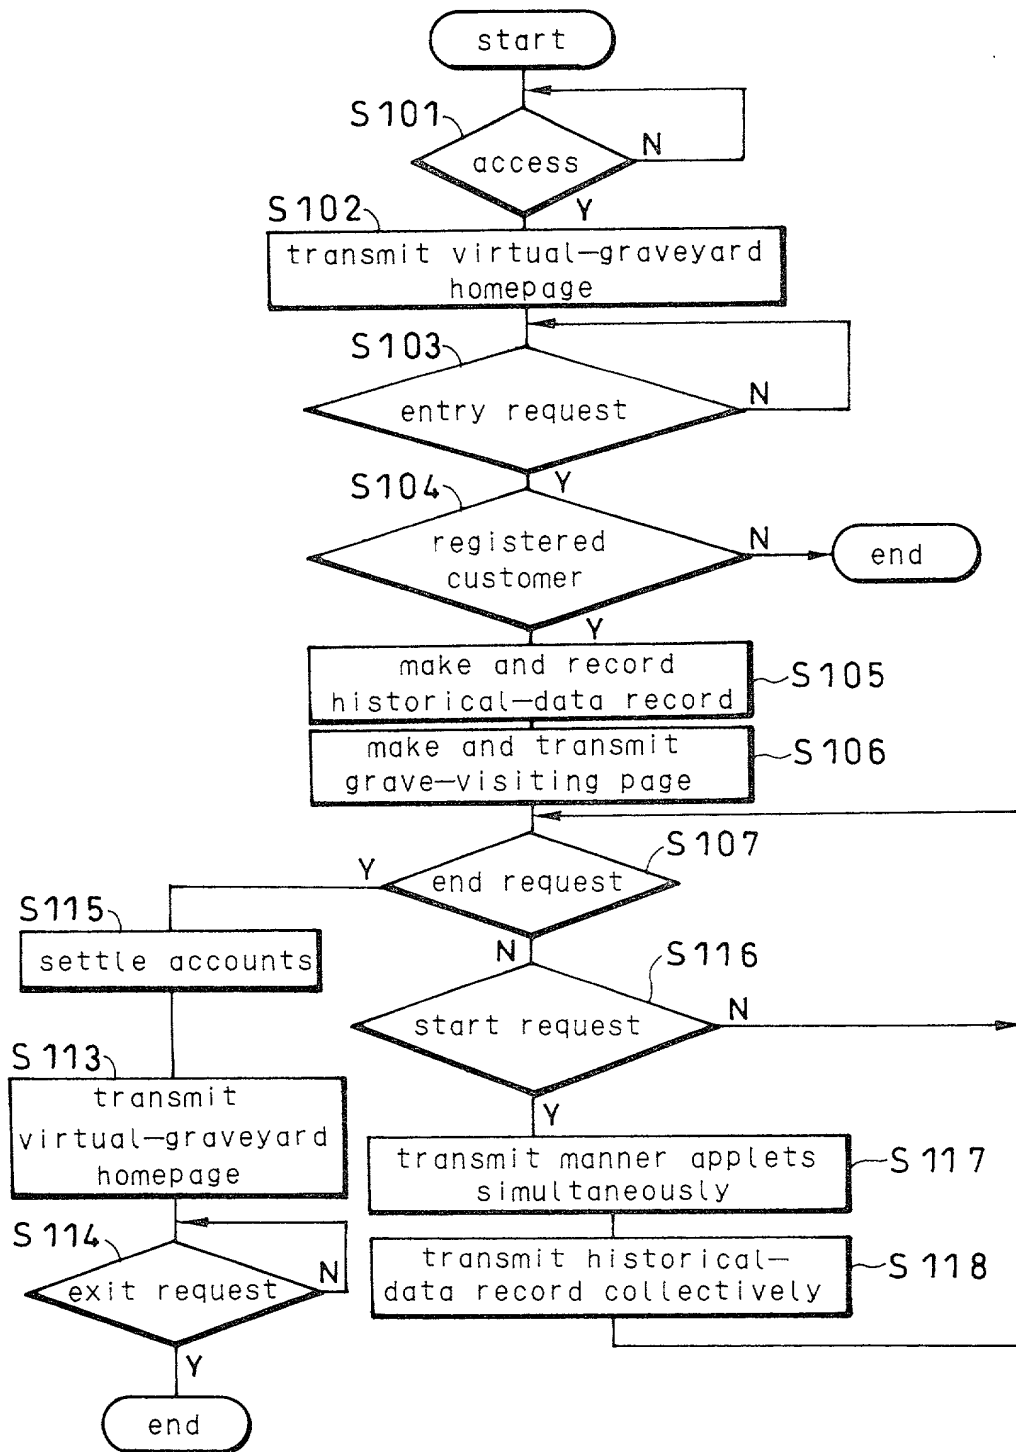 start
S101
access
N
Y
S102
transmit virtual-graveyard
homepage
S103
entry request
N
Y
S104
registered
customer
N
end
Y
make and record
historical-data record
S105
make and transmit
grave-visiting page
S106
S107
Y
end request
N
S115
settle accounts
S116
start request
N
Y
S113
transmit
virtual-graveyard
homepage
transmit manner applets
simultaneously
S117
S114
exit request
N
Y
transmit historical-
data record collectively
S118
end